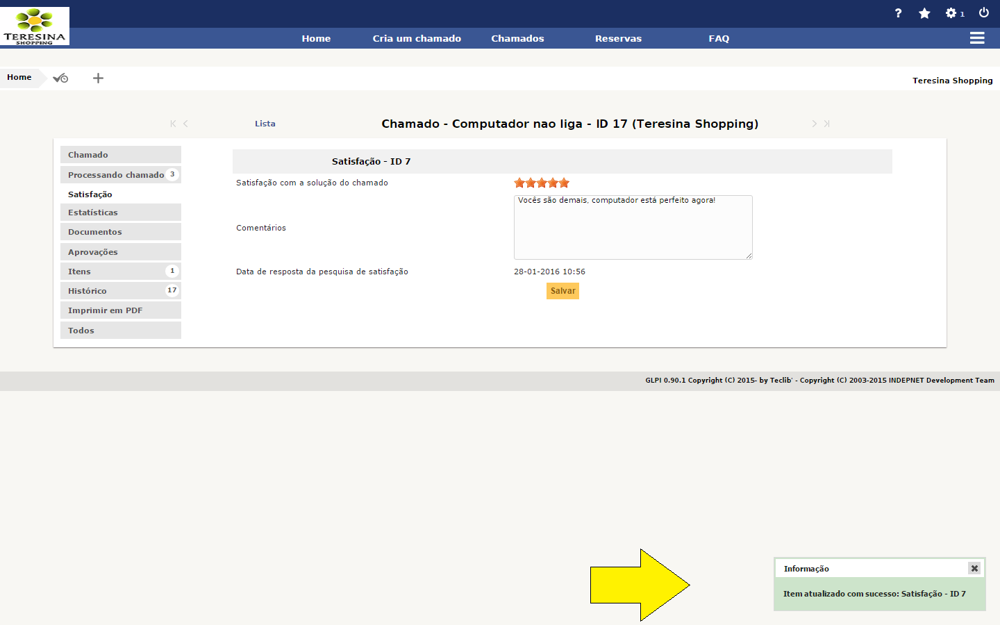 TERESINA
SHOPPING
? 1
Home Cria um chamado Chamados Reservas FAQ
Home
Teresina Shopping
Lista Chamado - Computador nao liga - ID 17 (Teresina Shopping)
Chamado
Processando chamado 3
Satisfação
Estatísticas
Documentos
Aprovações
Itens 1
Histórico 17
Imprimir em PDF
Todos
Satisfação - ID 7
Satisfação com a solução do chamado
Comentários
Vocês são demais, computador está perfeito agora!
Data de resposta da pesquisa de satisfação 28-01-2016 10:56
Salvar
GLPI 0.90.1 Copyright (C) 2015- by Teclib' - Copyright (C) 2003-2015 INDEPNET Development Team
Informação
Item atualizado com sucesso: Satisfação - ID 7